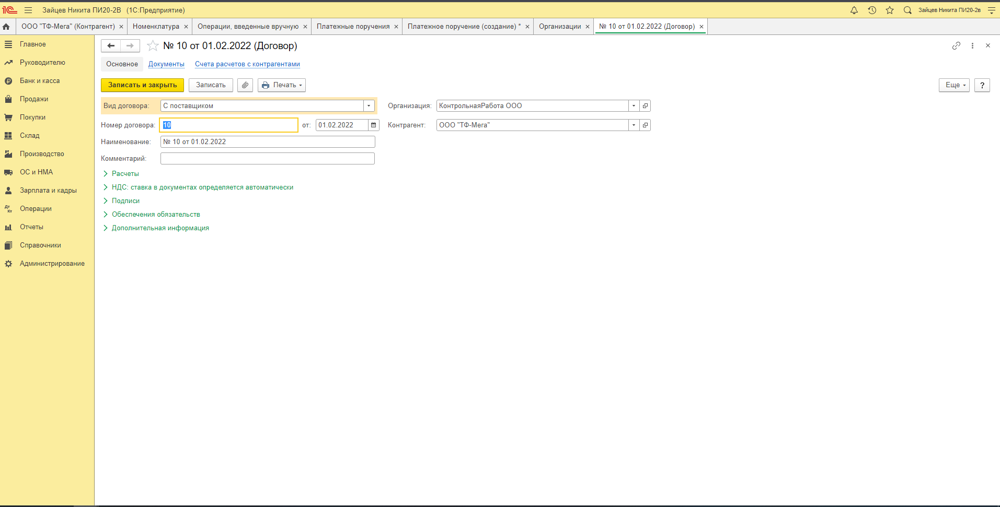 1С Зайцев Никита ПИ20-2В (1С:Предприятие) Зайцев Никита ПИ20-2в
ООО "ТФ-Мега" (Контрагент) × Номенклатура × Операции, введенные вручную × Платежные поручения × Платежное поручение (создание) * × Организации × № 10 от 01.02.2022 (Договор) ×
Главное
Руководителю
Банк и касса
Продажи
Покупки
Склад
Производство
ОС и НМА
Зарплата и кадры
Дт Кт Операции
Отчеты
Справочники
Администрирование
№ 10 от 01.02.2022 (Договор)
Основное Документы Счета расчетов с контрагентами
Записать и закрыть Записать Печать Еще ?
Вид договора: С поставщиком Организация: КонтрольнаяРабота ООО
Номер договора: 10 от: 01.02.2022 Контрагент: ООО "ТФ-Мега"
Наименование: № 10 от 01.02.2022
Комментарий:
Расчеты
НДС: ставка в документах определяется автоматически
Подписи
Обеспечения обязательств
Дополнительная информация